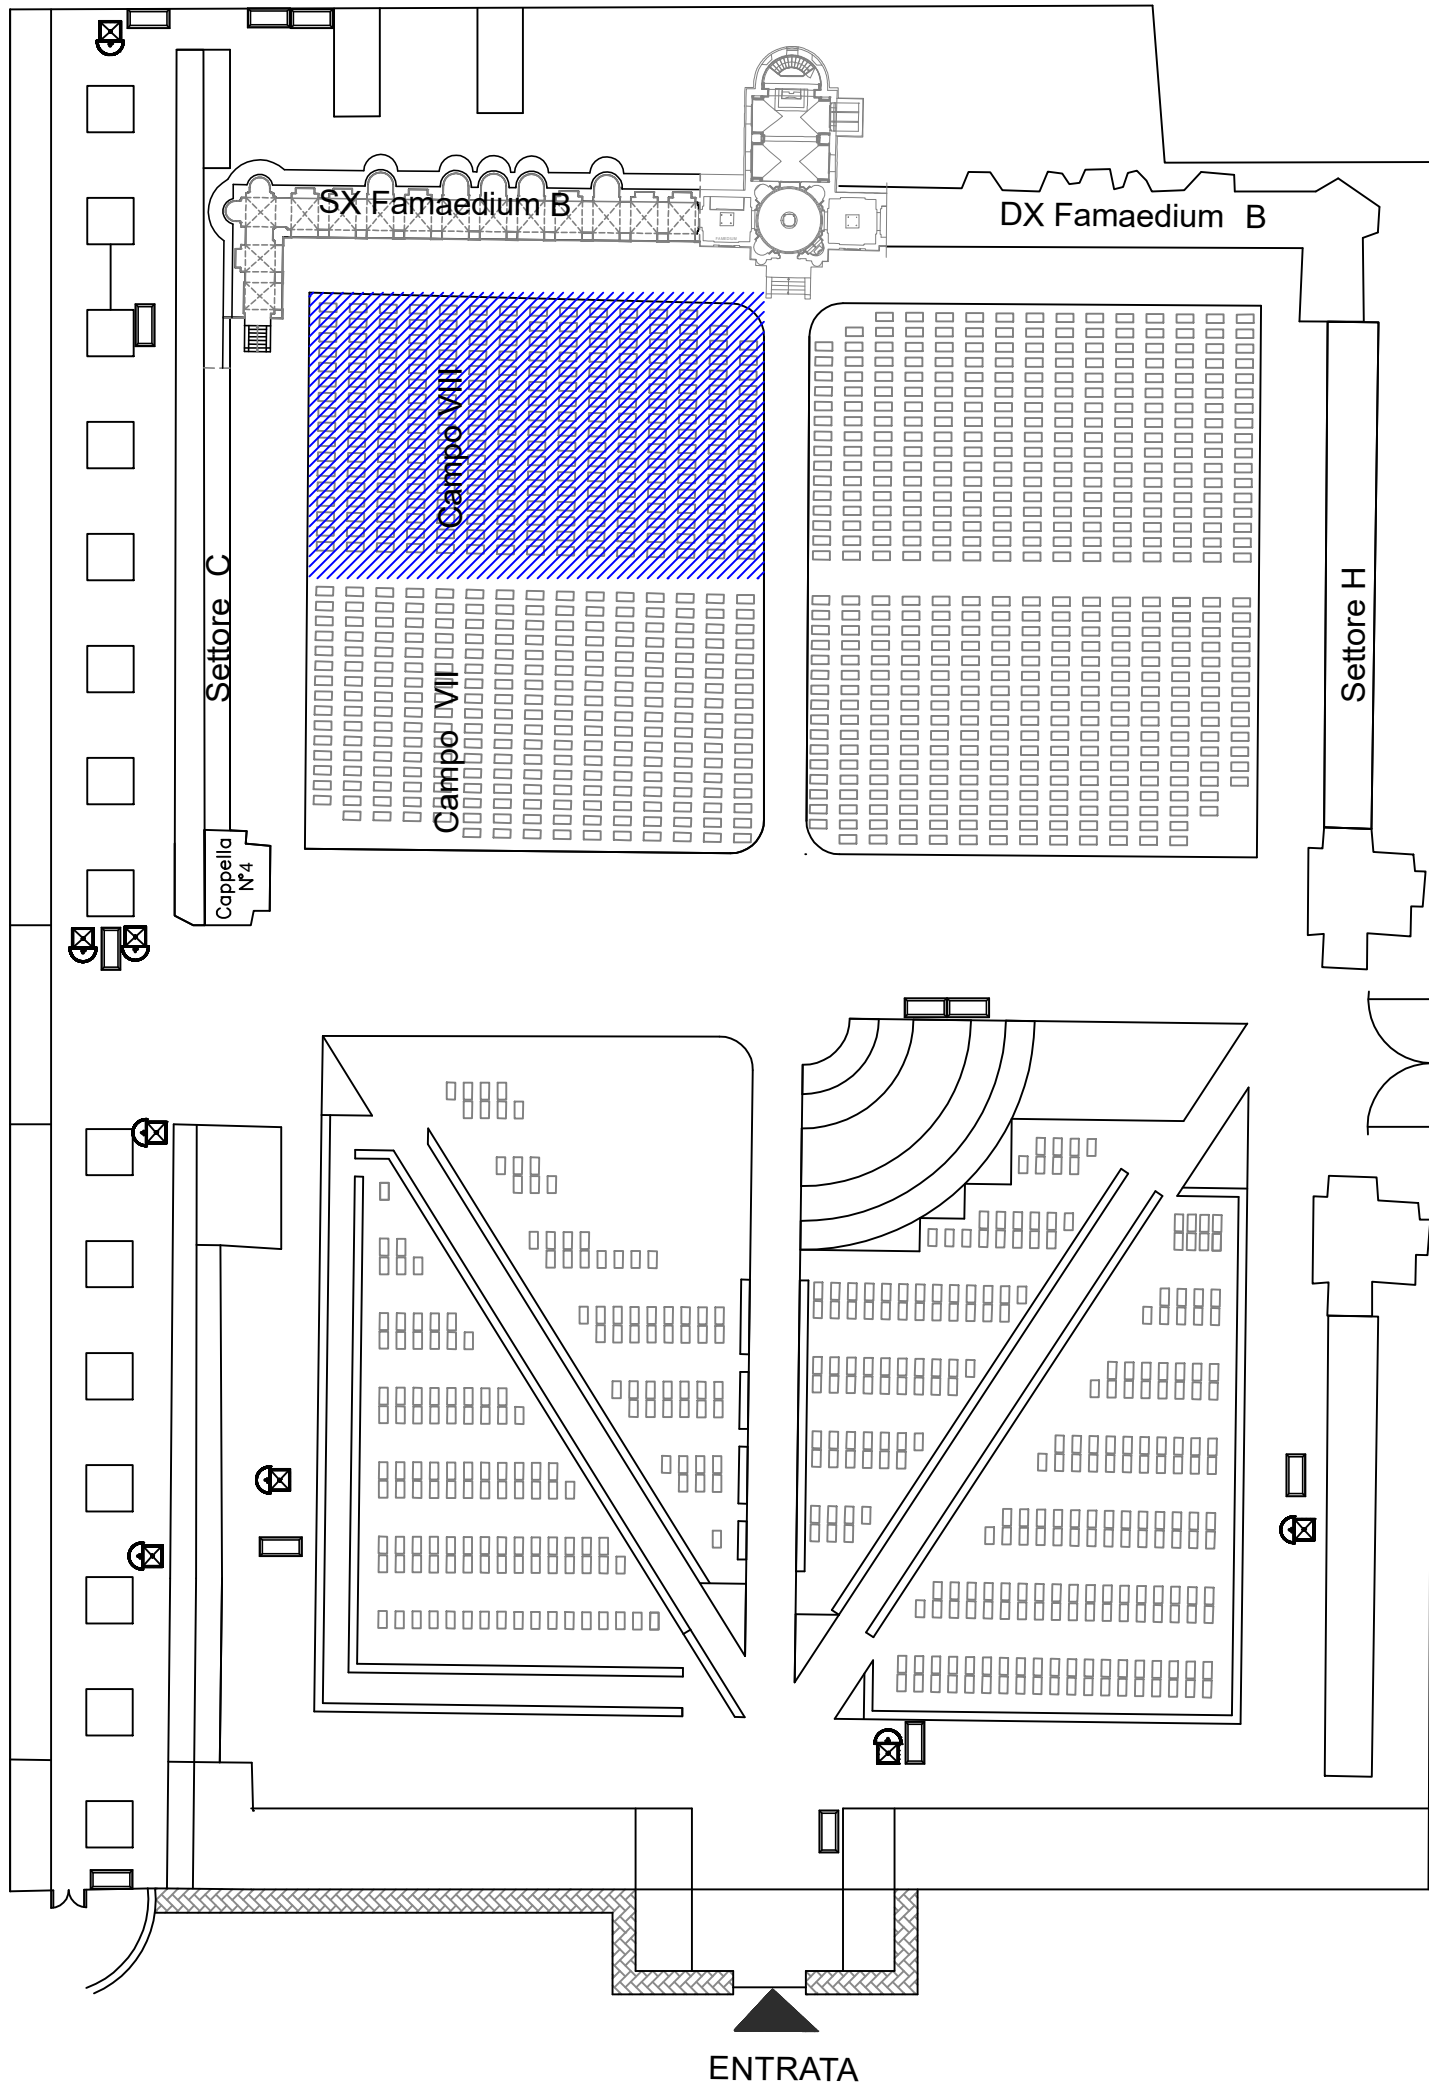 SX Famaedium B
DX Famaedium B
Campo VIII
Settore C
Settore H
Campo VII
Cappella
N°4
ENTRATA